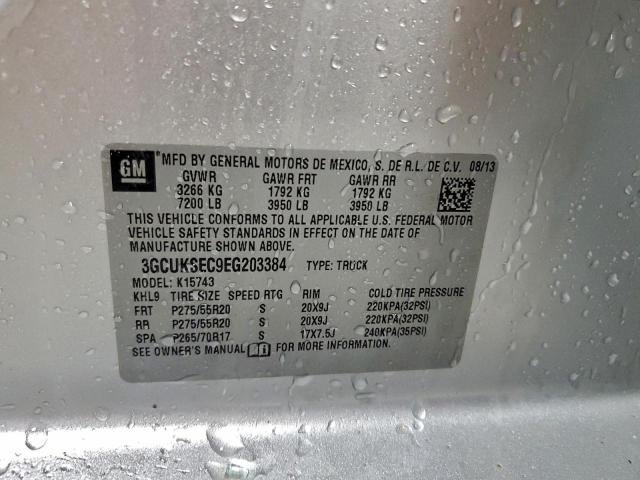 GM
MFD BY GENERAL MOTORS DE MEXICO, S. DE R.L. DE C.V. 08/13
GVWR GAWR FRT GAWR RR
3266 KG 1792 KG 1792 KG
7200 LB 3950 LB 3950 LB
THIS VEHICLE CONFORMS TO ALL APPLICABLE U.S. FEDERAL MOTOR
VEHICLE SAFETY STANDARDS IN EFFECT ON THE DATE OF
MANUFACTURE SHOWN ABOVE.
3GCUKSEC9EG203384 TYPE: TRUCK
MODEL: K15743
KHL9 TIRE SIZE SPEED RTG RIM COLD TIRE PRESSURE
FRT P275/55R20 S 20X9J 220KPA(32PSI)
RR P275/55R20 S 20X9J 220KPA(32PSI)
SPA P265/70R17 S 17X7.5J 240KPA(35PSI)
SEE OWNER'S MANUAL FOR MORE INFORMATION